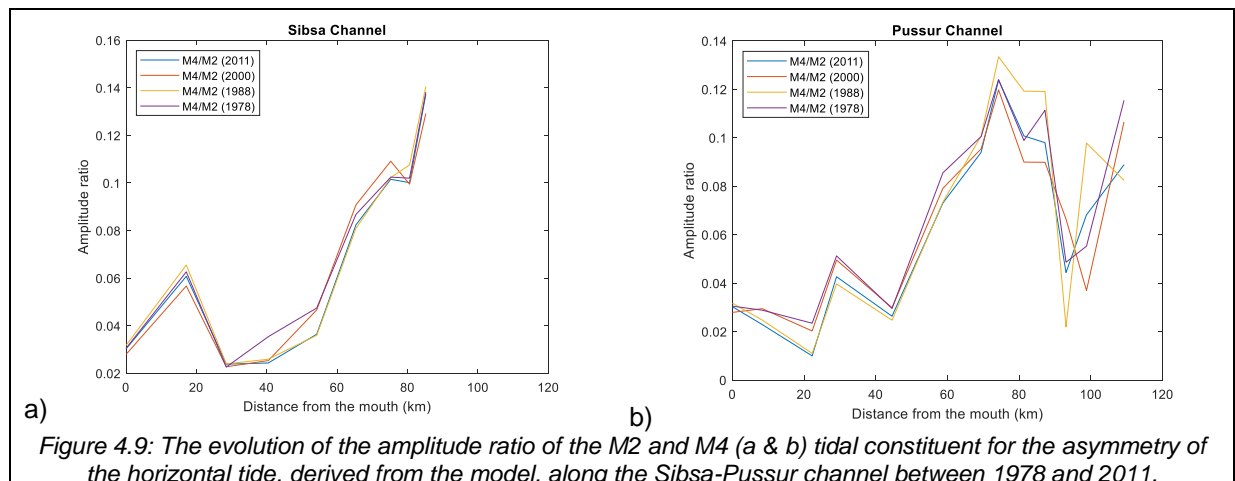 Sibsa Channel
0.16
0.14
0.12
0.1
0.08
0.06
0.04
0.02
Amplitude ratio
M4/M2 (2011)
M4/M2 (2000)
M4/M2 (1988)
M4/M2 (1978)
0 20 40 60 80 100 120
Distance from the mouth (km)
a)
Pussur Channel
0.14
0.12
0.1
0.08
0.06
0.04
0.02
0
Amplitude ratio
M4/M2 (2011)
M4/M2 (2000)
M4/M2 (1988)
M4/M2 (1978)
0 20 40 60 80 100 120
Distance from the mouth (km)
b)
Figure 4.9: The evolution of the amplitude ratio of the M2 and M4 (a & b) tidal constituent for the asymmetry of
the horizontal tide, derived from the model, along the Sibsa-Pussur channel between 1978 and 2011.